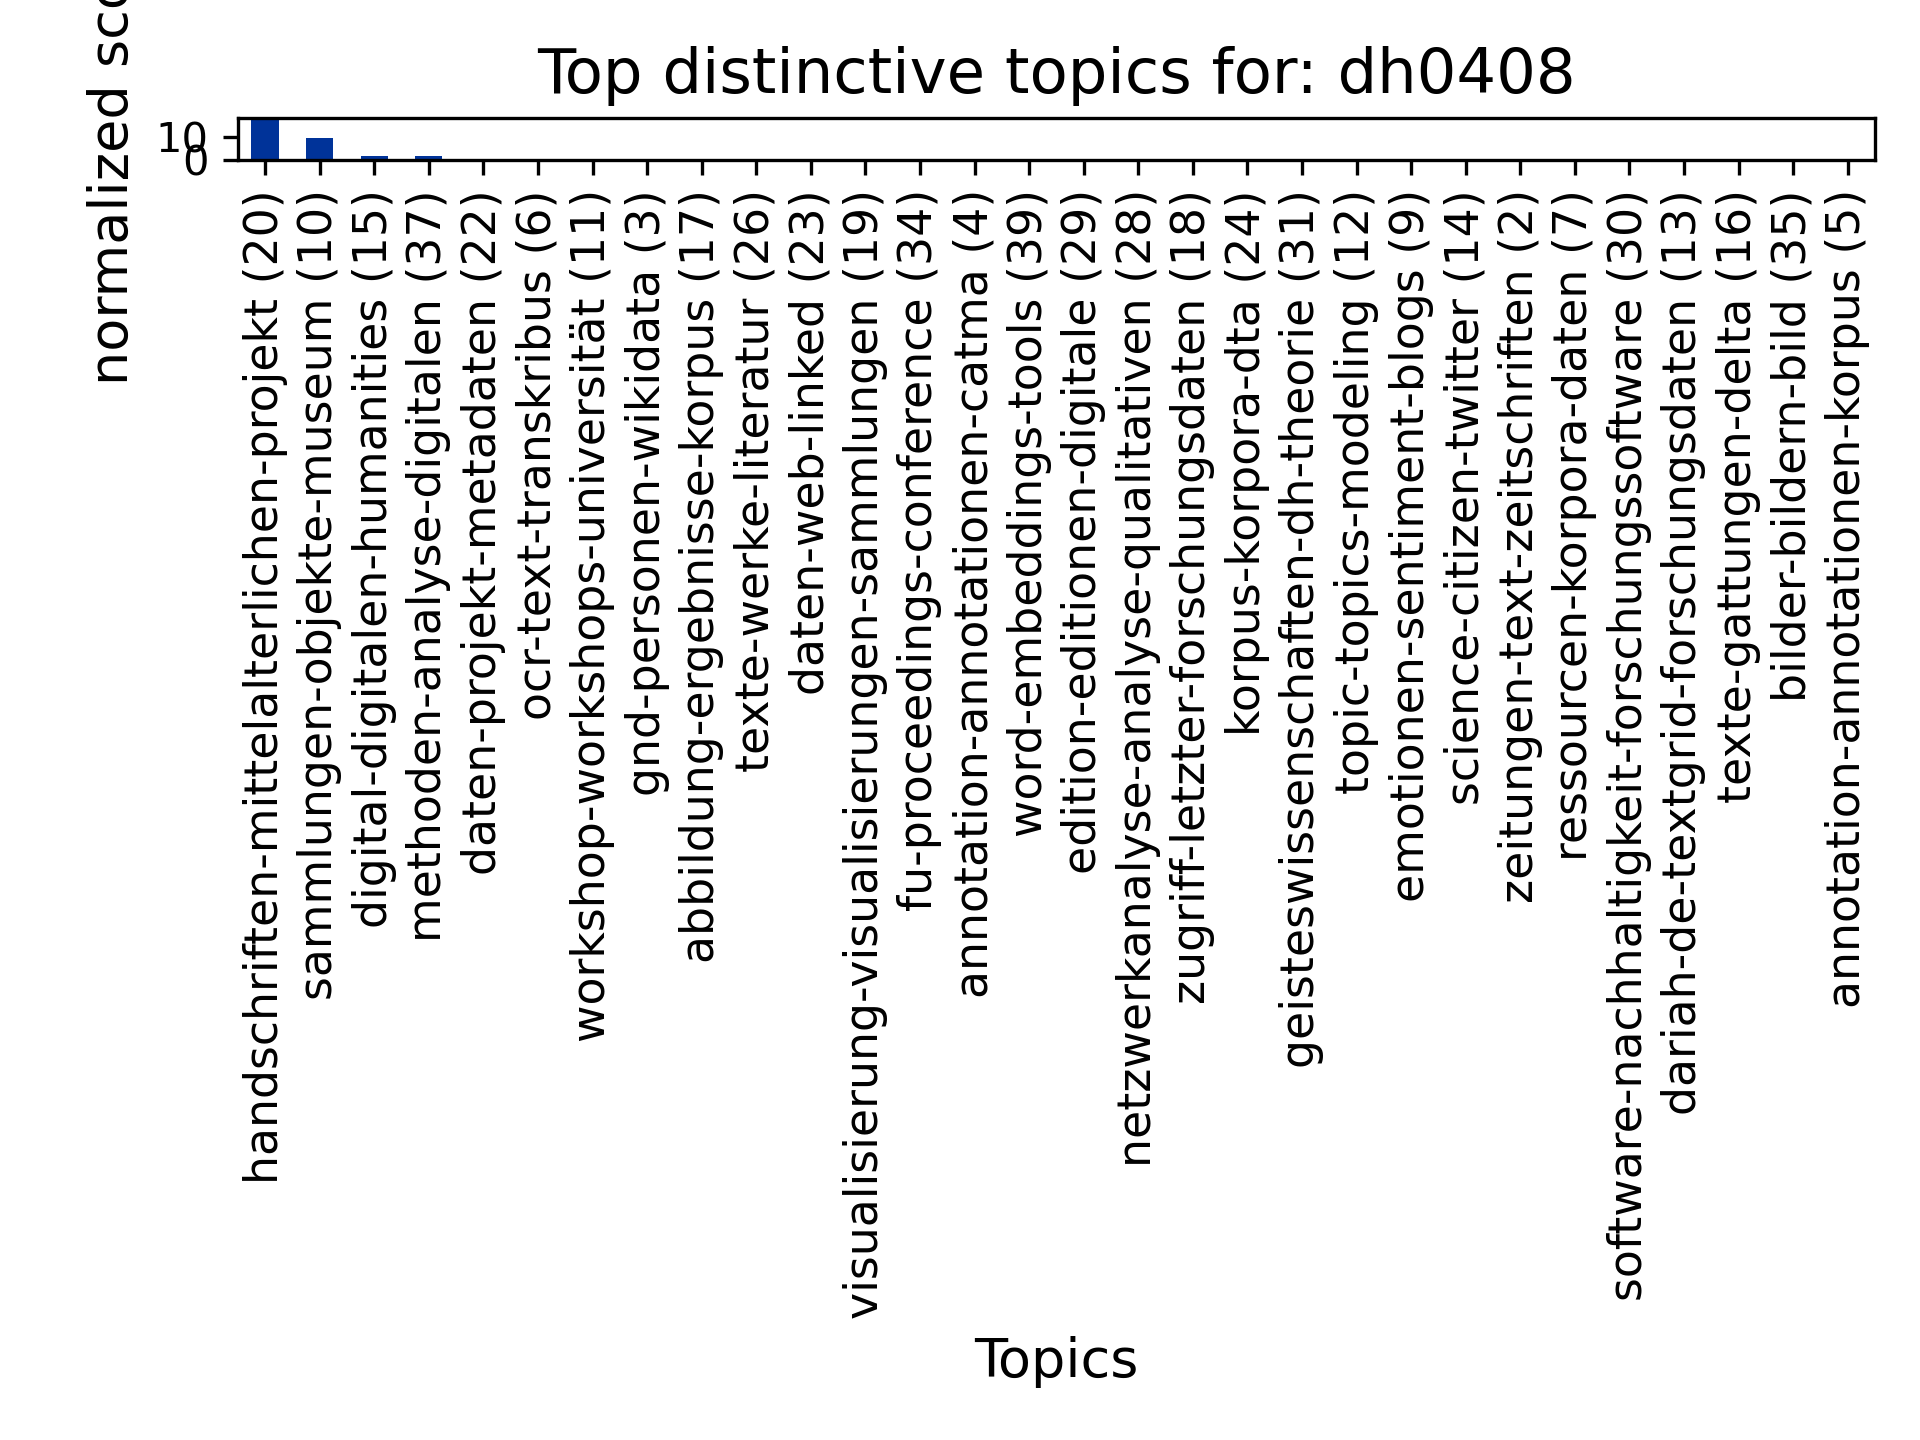 Top distinctive topics for: dh0408
normalized
10
0
handschriften-mittelalterlichen-projekt (20)
sammlungen-objekte-museum (10)
digital-digitalen-humanities (15)
methoden-analyse-digitalen (37)
daten-projekt-metadaten (22)
ocr-text-transkribus (6)
workshop-workshops-universität (11)
gnd-personen-wikidata (3)
abbildung-ergebnisse-korpus (17)
texte-werke-literatur (26)
daten-web-linked (23)
visualisierung-visualisierungen-sammlungen (19)
fu-proceedings-conference (34)
annotation-annotationen-catma (4)
word-embeddings-tools (39)
edition-editionen-digitale (29)
netzwerkanalyse-analyse-qualitativen (28)
zugriff-letzter-forschungsdaten (18)
korpus-korpora-dta (24)
geisteswissenschaften-dh-theorie (31)
topic-topics-modeling (12)
emotionen-sentiment-blogs (9)
science-citizen-twitter (14)
zeitungen-text-zeitschriften (2)
ressourcen-korpora-daten (7)
software-nachhaltigkeit-forschungssoftware (30)
dariah-de-textgrid-forschungsdaten (13)
texte-gattungen-delta (16)
bilder-bildern-bild (35)
annotation-annotationen-korpus (5)
Topics